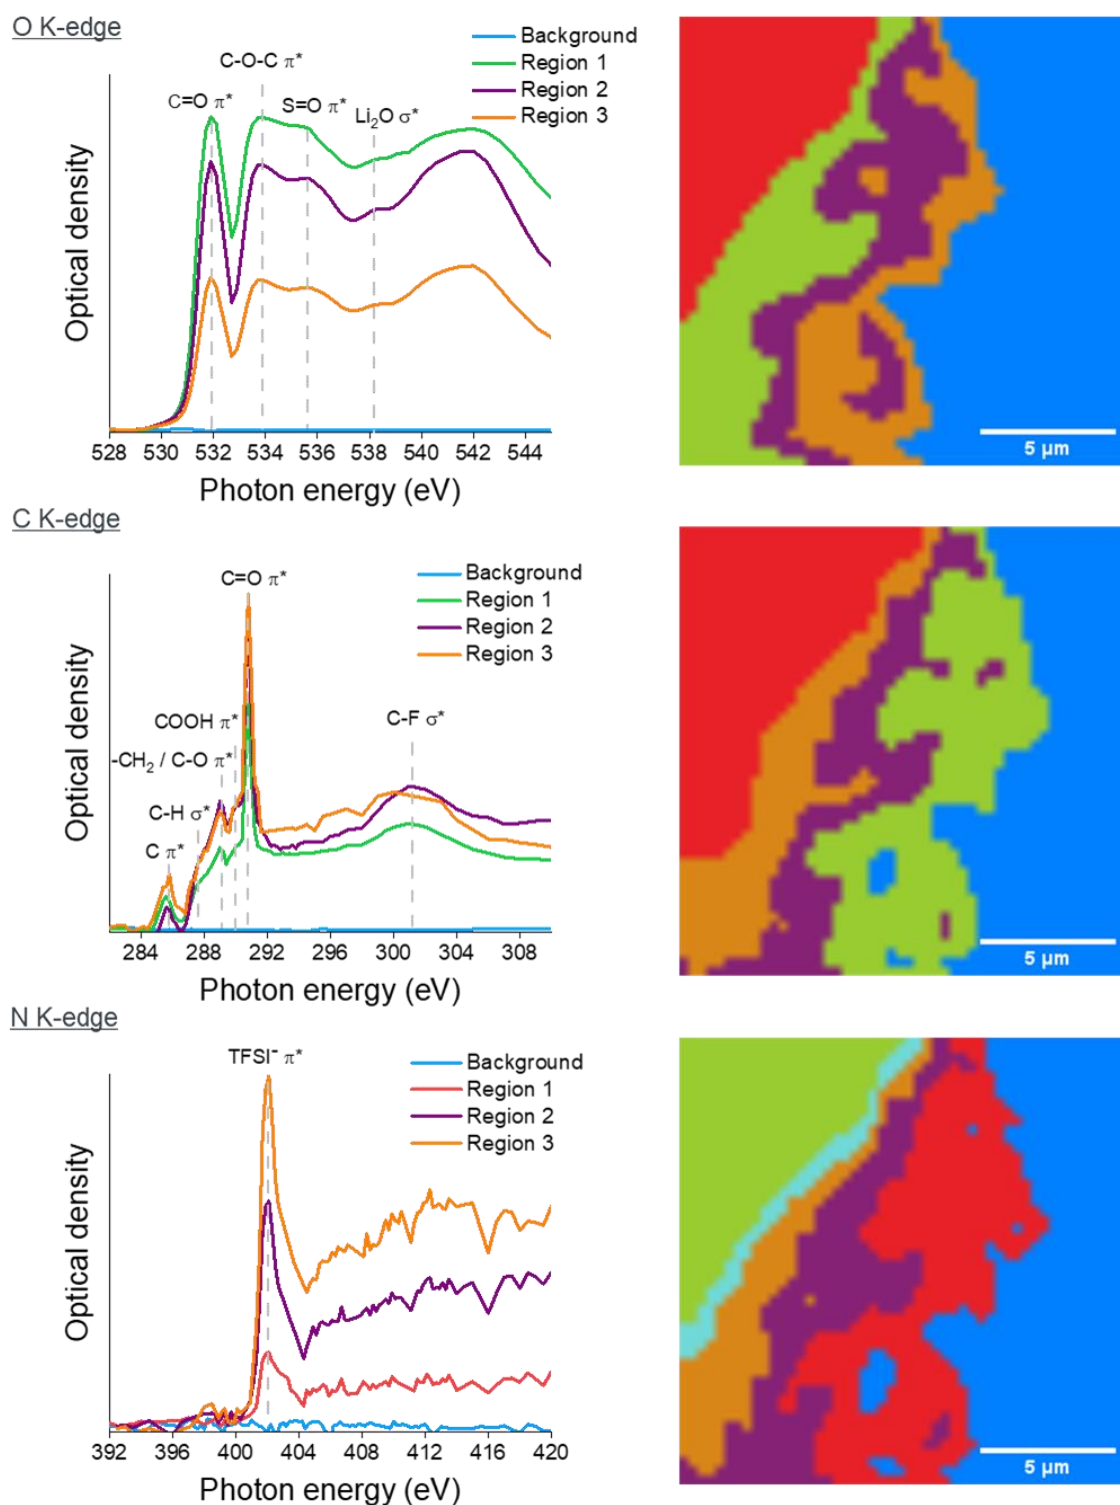 O K-edge
C-O-C π*
C=O π*
S=O π*
Li₂O σ*
Background
Region 1
Region 2
Region 3
Optical density
528 530 532 534 536 538 540 542 544
Photon energy (eV)
5 µm
C K-edge
C=O π*
COOH π*
-CH₂ / C-O π*
C-H σ*
C π*
C-F σ*
Background
Region 1
Region 2
Region 3
Optical density
284 288 292 296 300 304 308
Photon energy (eV)
5 µm
N K-edge
TFSI⁻ π*
Background
Region 1
Region 2
Region 3
Optical density
392 396 400 404 408 412 416 420
Photon energy (eV)
5 µm